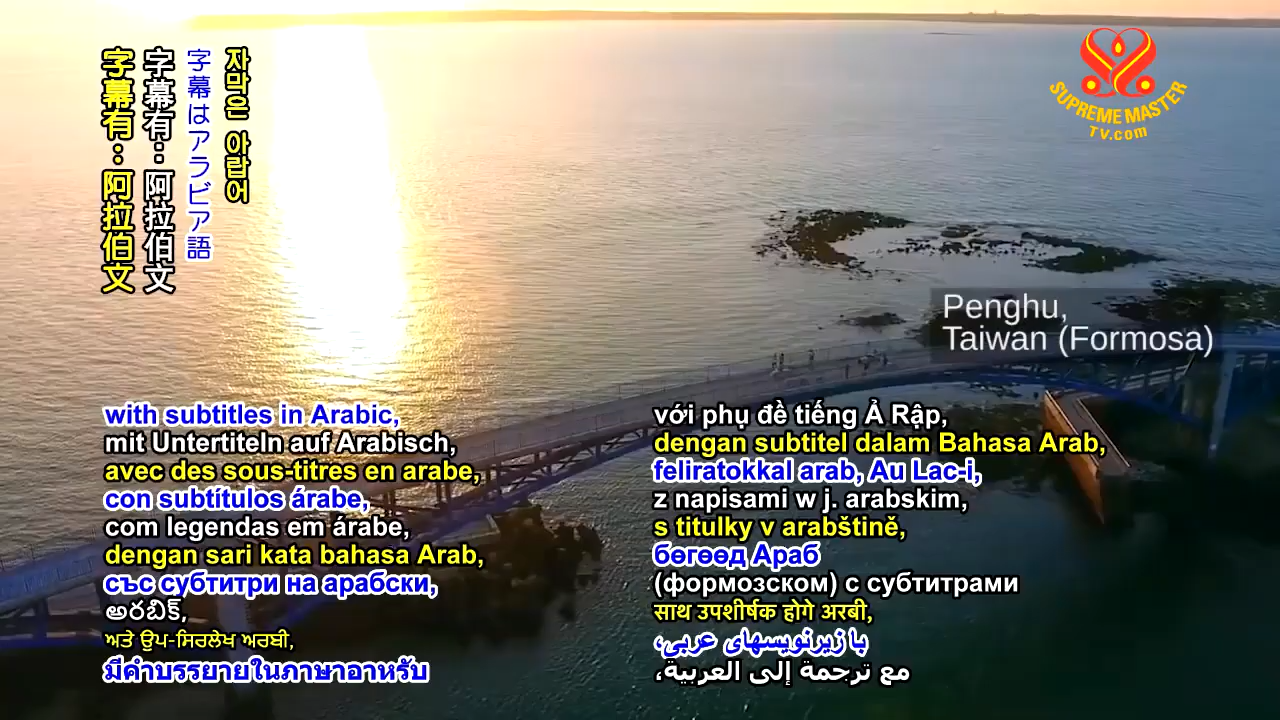 字幕有：阿拉伯文
字幕有：阿拉伯文
字幕はアラビア語
자막은 아랍어
SUPREME MASTER
TV.com
Penghu,
Taiwan (Formosa)
with subtitles in Arabic,
mit Untertiteln auf Arabisch,
avec des sous-titres en arabe,
con subtítulos árabe,
com legendas em árabe,
dengan sari kata bahasa Arab,
със субтитри на арабски,
అరబిక్,
ਅਤੇ ਉਪ-ਸਿਰਲੇਖ ਅਰਬੀ,
มีคำบรรยายในภาษาอาหรับ
với phụ đề tiếng Ả Rập,
dengan subtitel dalam Bahasa Arab,
feliratokkal arab, Au Lac-i,
z napisami w j. arabskim,
s titulky v arabštině,
бөгөөд Араб
(формозском) с субтитрами
साथ उपशीर्षक होगे अरबी,
با زیرنویسهای عربی،
مع ترجمة إلى العربية،